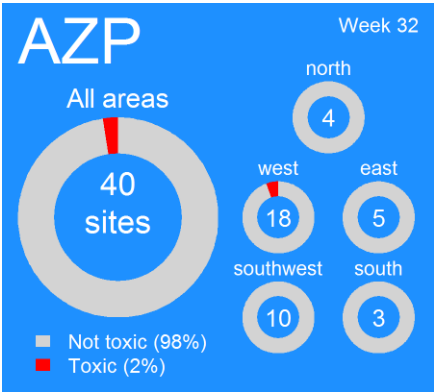 AZP
Week 32
All areas
40
sites
Not toxic (98%)
Toxic (2%)
north
4
west
18
east
5
southwest
10
south
3